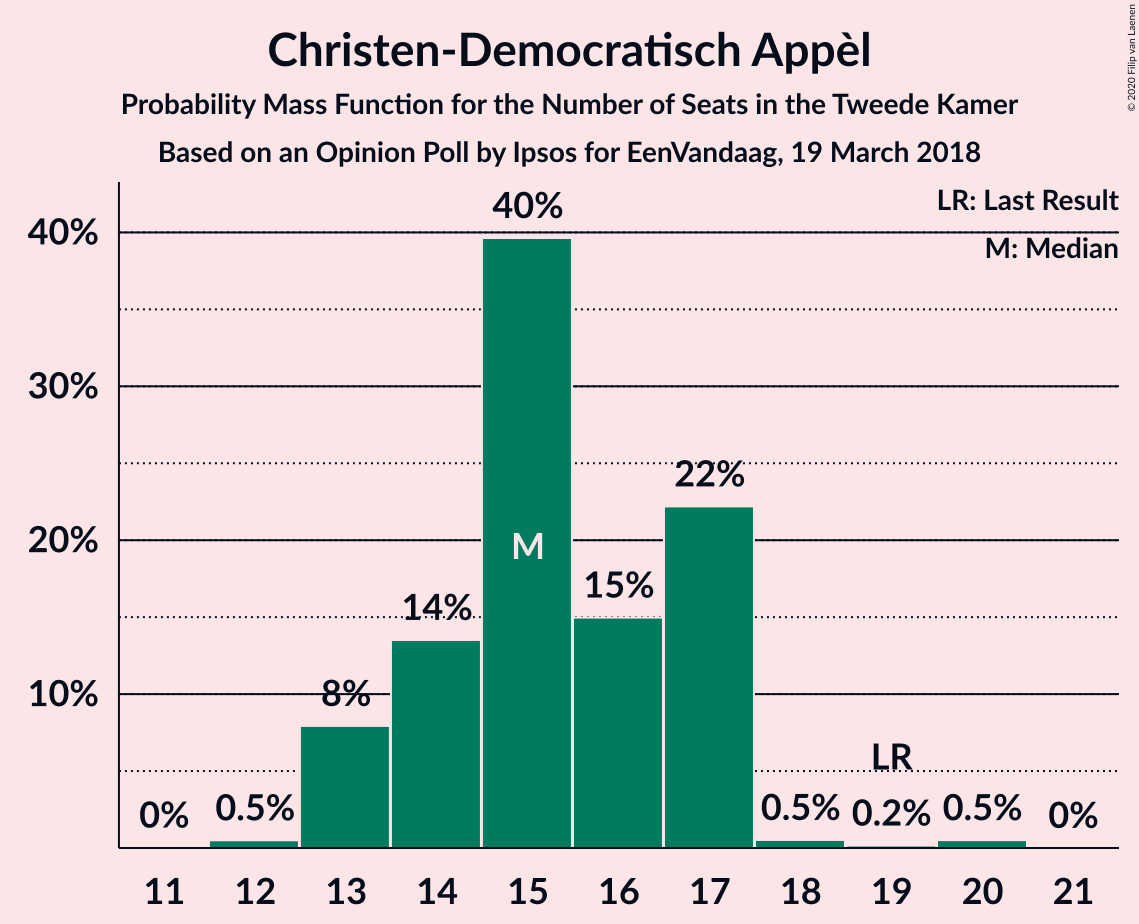 Christen-Democratisch Appèl
Probability Mass Function for the Number of Seats in the Tweede Kamer
Based on an Opinion Poll by Ipsos for EenVandaag, 19 March 2018
© 2020 Filip van Laenen
LR: Last Result
M: Median
40%
30%
20%
10%
0%
0.5%
8%
14%
40%
M
15%
22%
0.5%
LR
0.2%
0.5%
0%
11 12 13 14 15 16 17 18 19 20 21